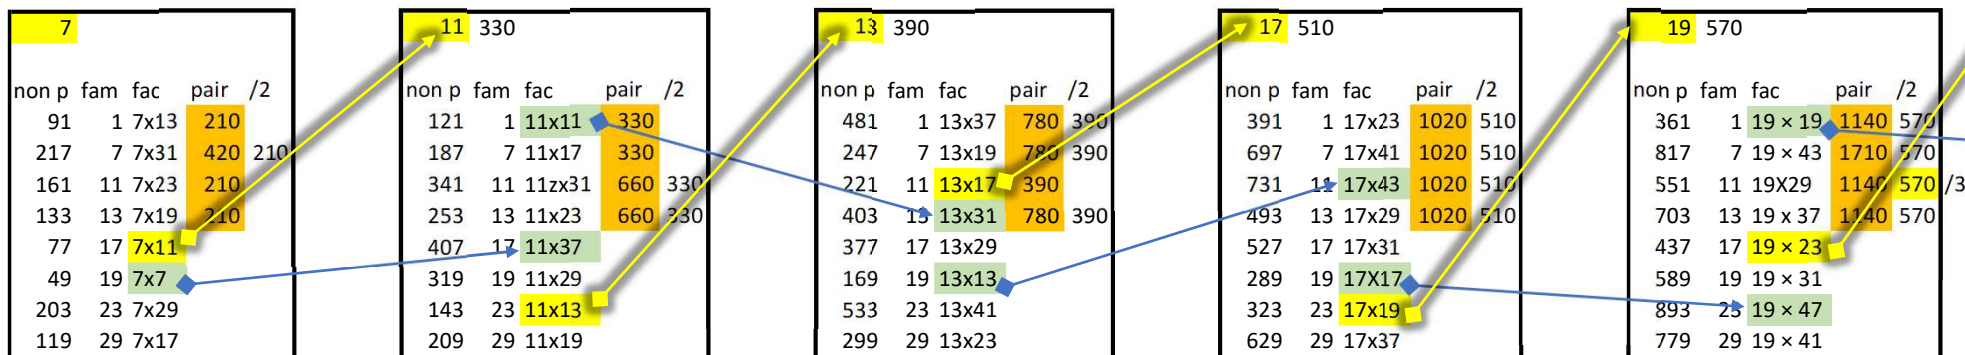 7
non p fam fac pair /2
91 1 7x13 210
217 7 7x31 420 210
161 11 7x23 210
133 13 7x19 210
77 17 7x11
49 19 7x7
203 23 7x29
119 29 7x17
11 330
non p fam fac pair /2
121 1 11x11 330
187 7 11x17 330
341 11 11zx31 660 330
253 13 11x23 660 330
407 17 11x37
319 19 11x29
143 23 11x13
209 29 11x19
13 390
non p fam fac pair /2
481 1 13x37 780 390
247 7 13x19 780 390
221 11 13x17 390
403 13 13x31 780 390
377 17 13x29
169 19 13x13
533 23 13x41
299 29 13x23
17 510
non p fam fac pair /2
391 1 17x23 1020 510
697 7 17x41 1020 510
731 11 17x43 1020 510
493 13 17x29 1020 510
527 17 17x31
289 19 17X17
323 23 17x19
629 29 17x37
19 570
non p fam fac pair /2
361 1 19 × 19 1140 570
817 7 19 × 43 1710 570
551 11 19X29 1140 570 /3
703 13 19 x 37 1140 570
437 17 19 × 23
589 19 19 × 31
893 23 19 × 47
779 29 19 × 41